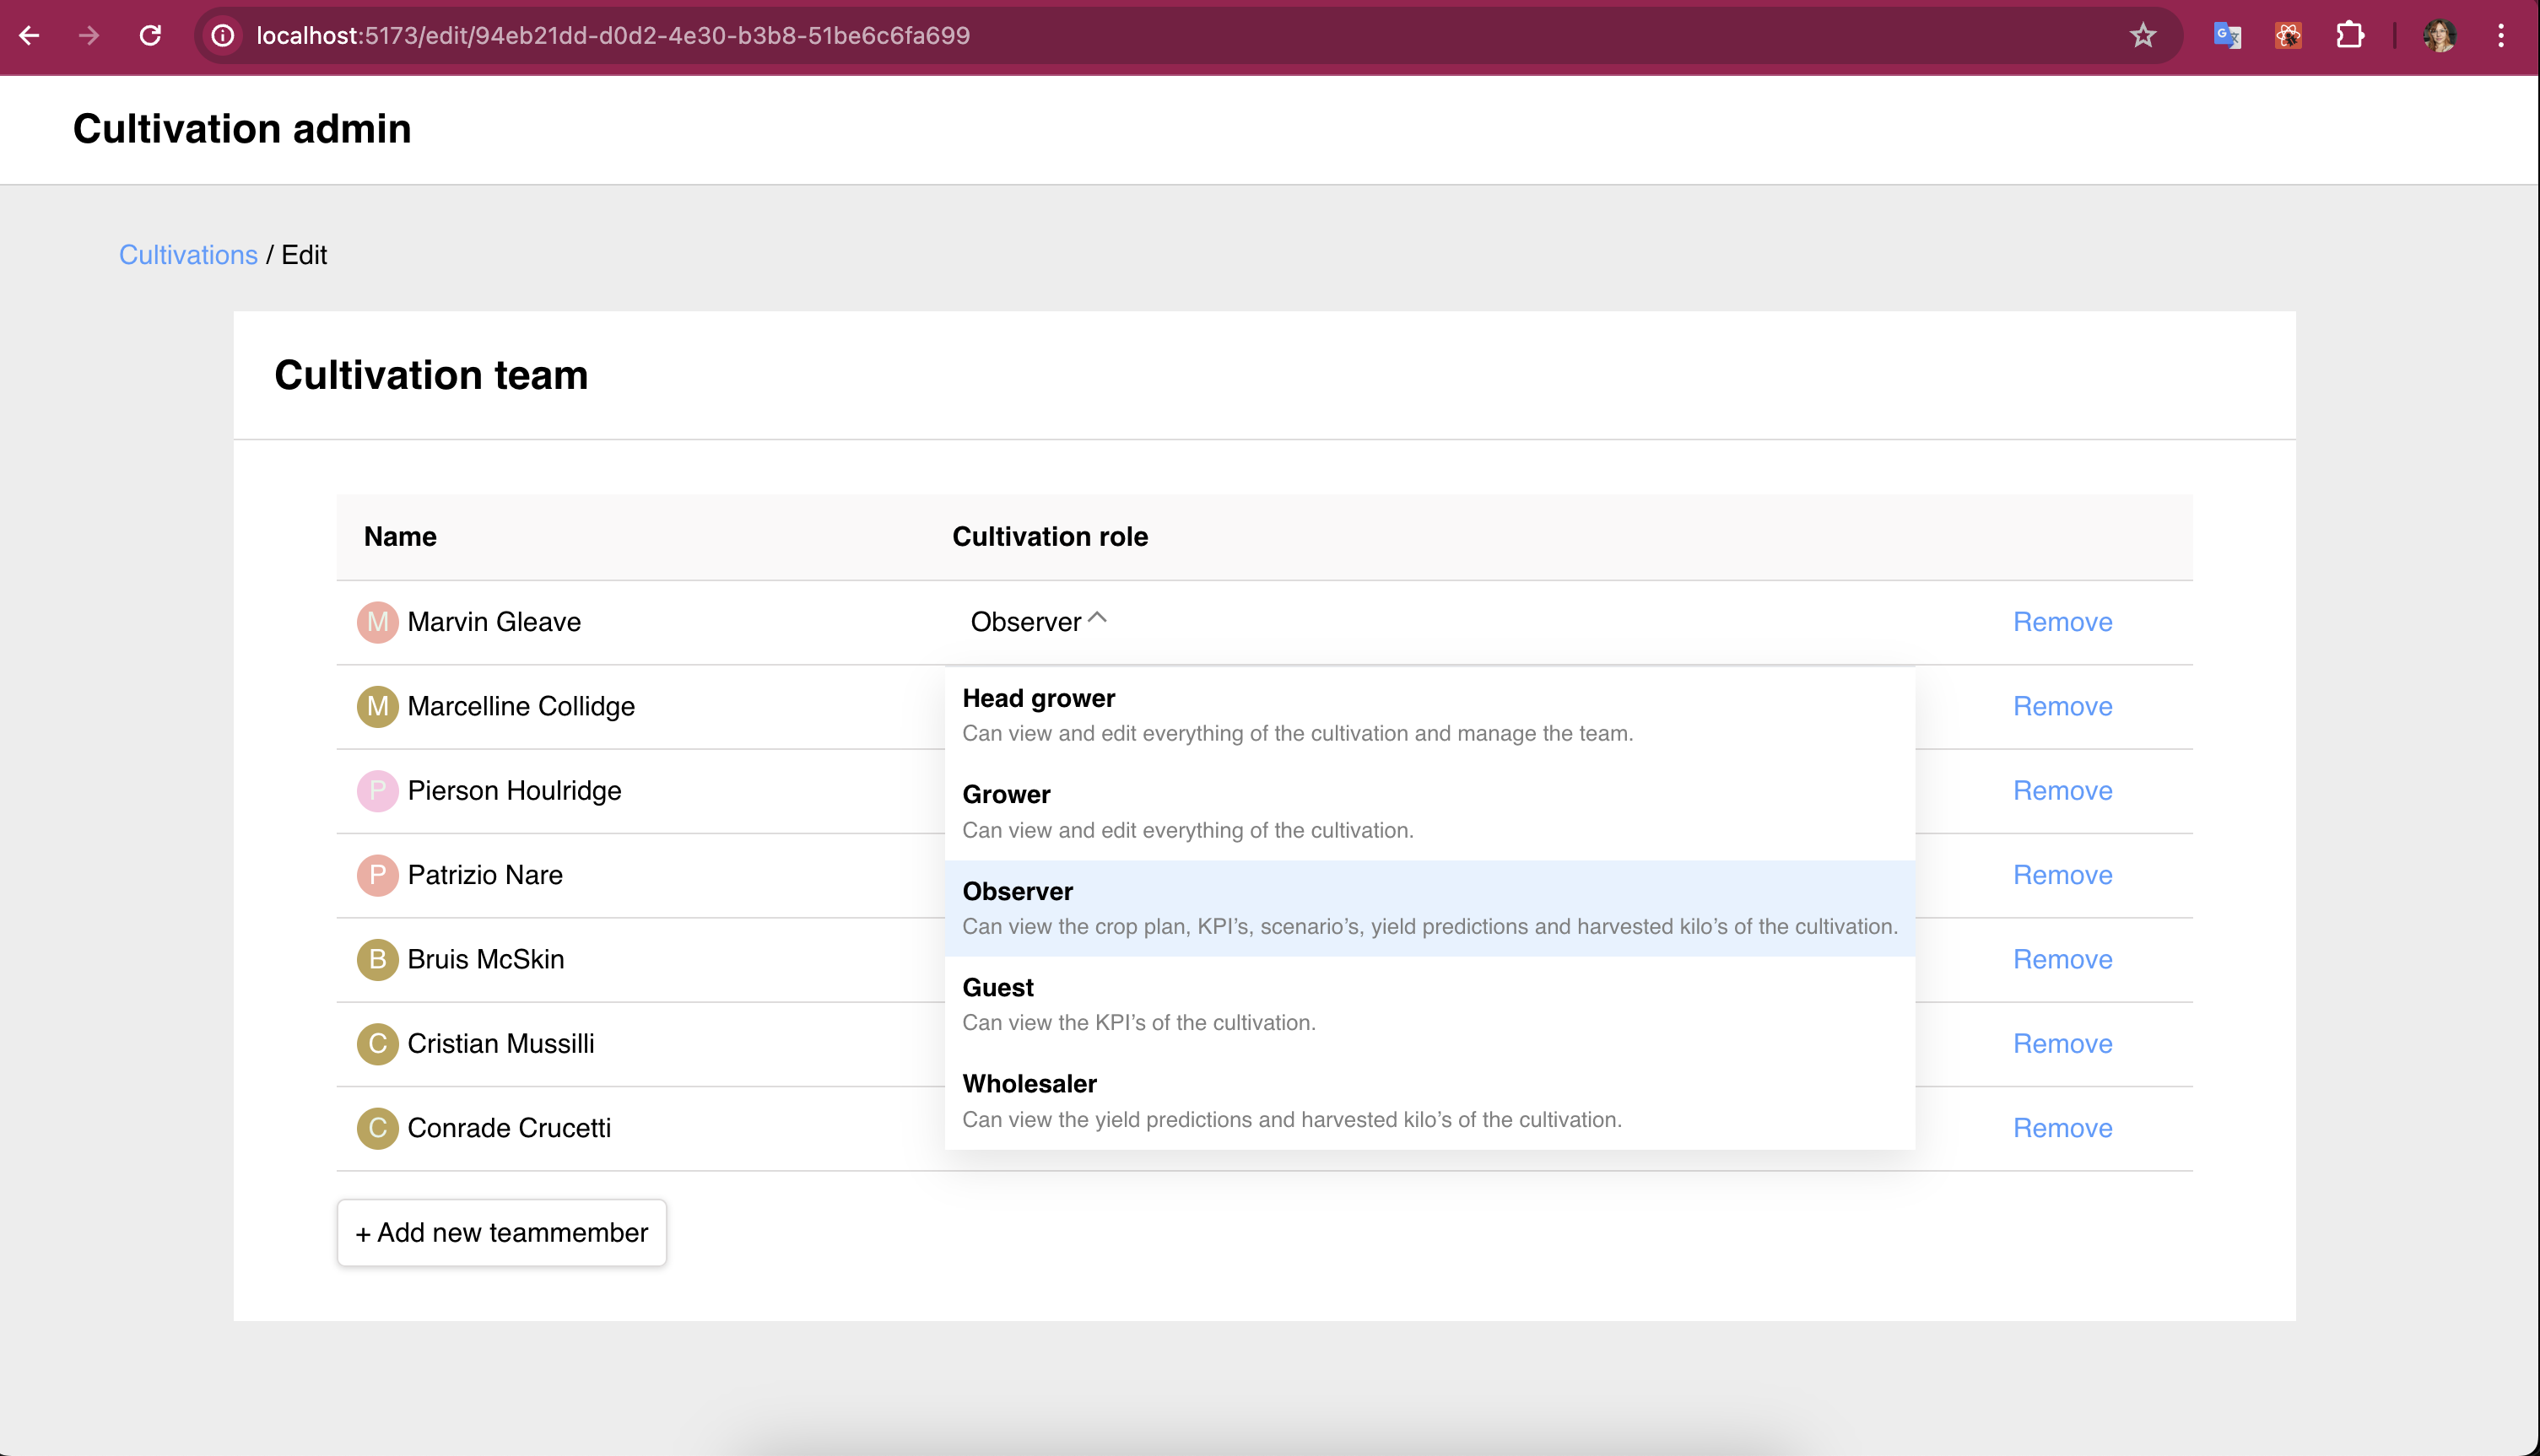 localhost:5173/edit/94eb21dd-d0d2-4e30-b3b8-51be6c6fa699
Cultivation admin
Cultivations / Edit
Cultivation team
Name Cultivation role
M Marvin Gleave Observer Remove
M Marcelline Collidge Remove
P Pierson Houlridge Remove
P Patrizio Nare Remove
B Bruis McSkin Remove
C Cristian Mussilli Remove
C Conrade Crucetti Remove
Head grower
Can view and edit everything of the cultivation and manage the team.
Grower
Can view and edit everything of the cultivation.
Observer
Can view the crop plan, KPI’s, scenario’s, yield predictions and harvested kilo’s of the cultivation.
Guest
Can view the KPI’s of the cultivation.
Wholesaler
Can view the yield predictions and harvested kilo’s of the cultivation.
+ Add new teammember